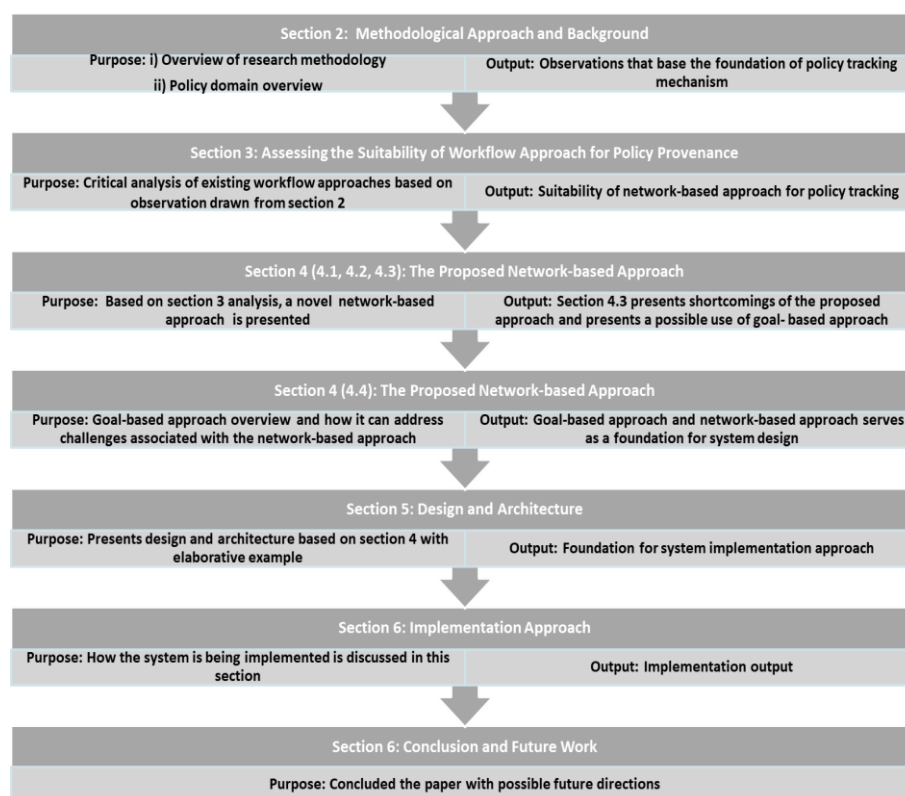 Section 2:  Methodological Approach and Background
Purpose: i) Overview of research methodology
ii) Policy domain overview
Output: Observations that base the foundation of policy tracking
mechanism
Section 3: Assessing the Suitability of Workflow Approach for Policy Provenance
Purpose: Critical analysis of existing workflow approaches based on
observation drawn from section 2
Output: Suitability of network-based approach for policy tracking
Section 4 (4.1, 4.2, 4.3): The Proposed Network-based Approach
Purpose:  Based on section 3 analysis, a novel network-based
approach  is presented
Output: Section 4.3 presents shortcomings of the proposed
approach and presents a possible use of goal- based approach
Section 4 (4.4): The Proposed Network-based Approach
Purpose: Goal-based approach overview and how it can address
challenges associated with the network-based approach
Output: Goal-based approach and network-based approach serves
as a foundation for system design
Section 5: Design and Architecture
Purpose: Presents design and architecture based on section 4 with
elaborative example
Output: Foundation for system implementation approach
Section 6: Implementation Approach
Purpose: How the system is being implemented is discussed in this
section
Output: Implementation output
Section 6: Conclusion and Future Work
Purpose: Concluded the paper with possible future directions